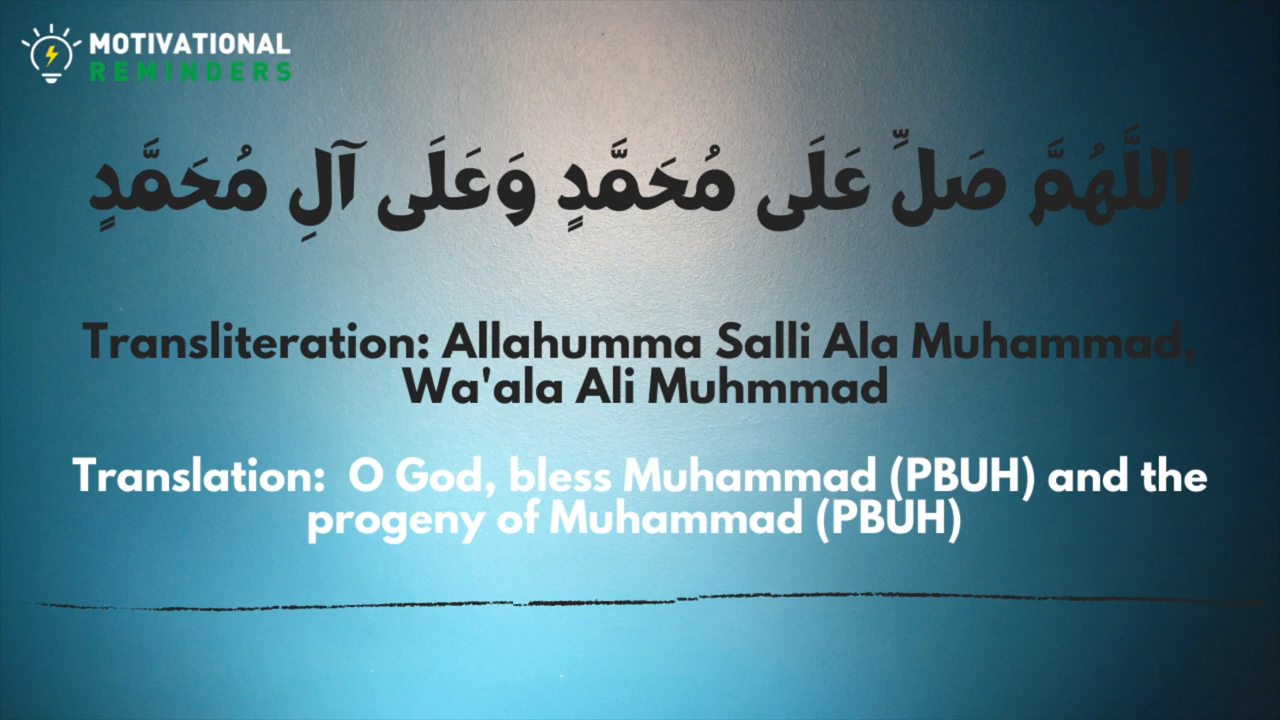 MOTIVATIONAL
REMINDERS
اللَّهُمَّ صَلِّ عَلَى مُحَمَّدٍ وَعَلَى آلِ مُحَمَّدٍ
Transliteration: Allahumma Salli Ala Muhammad,
Wa'ala Ali Muhmmad
Translation: O God, bless Muhammad (PBUH) and the
progeny of Muhammad (PBUH)